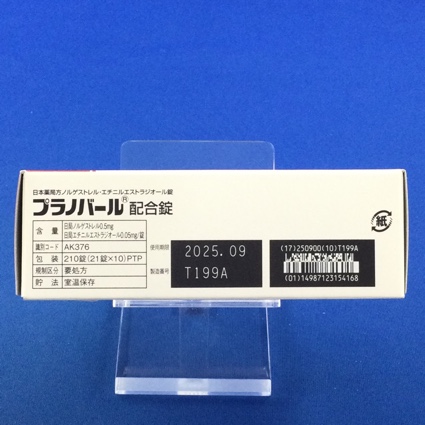 日本薬局方ノルゲストレル・エチニルエストラジオール錠
プラノバール®配合錠
含 量 日局ノルゲストレル0.5mg
日局エチニルエストラジオール0.05mg/錠
識別コード AK376
包 装 210錠(21錠×10)PTP
規制区分 要処方
貯 法 室温保存
使用期限 2025.09
製造番号 T199A
(17)250900(10)T199A
(01)14987123154168
紙